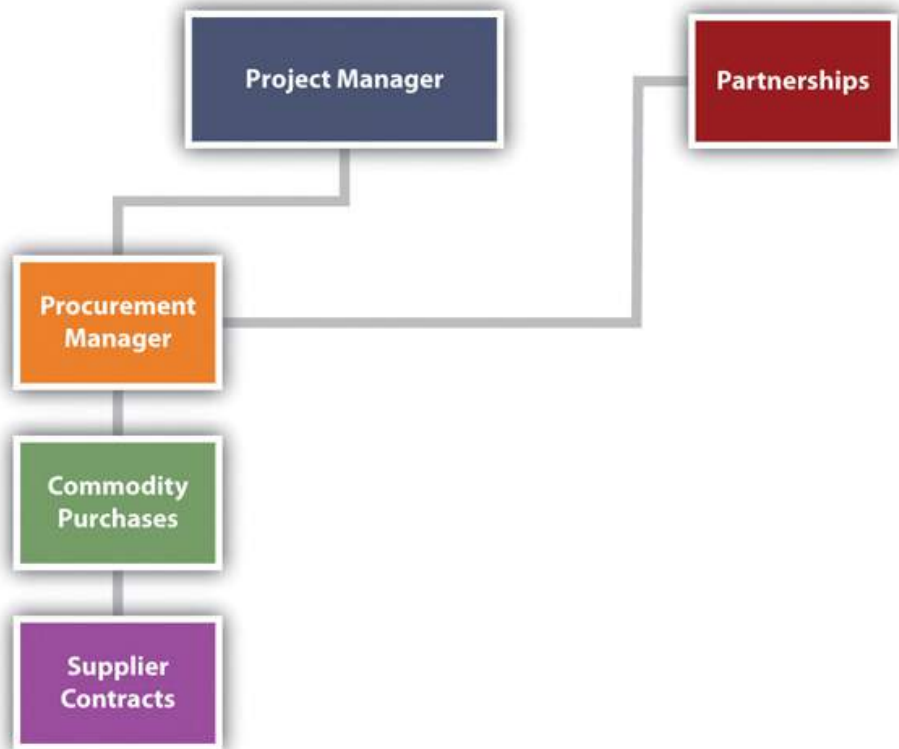 Project Manager
Partnerships
Procurement
Manager
Commodity
Purchases
Supplier
Contracts